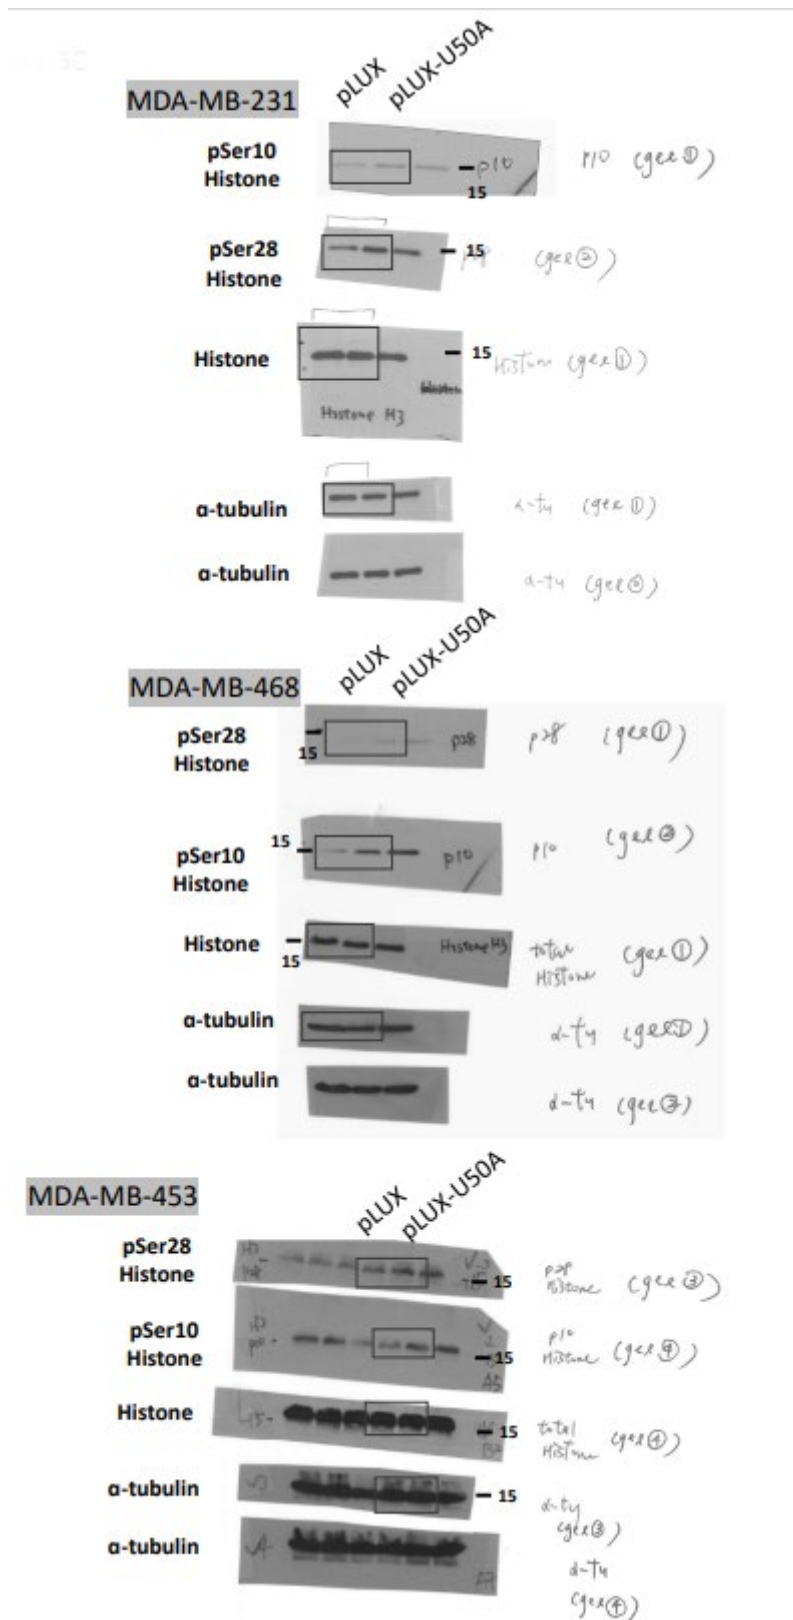 pLUX
pLUX-U50A
MDA-MB-231
pSer10
Histone
p10
15
p10 (gel ①)
pSer28
Histone
15
(gel ②)
Histone
15
Histone (gel ①)
Histone H3
α-tubulin
α-tu (gel ①)
α-tubulin
α-tu (gel ②)
pLUX
pLUX-U50A
MDA-MB-468
pSer28
Histone
15
p28
p28 (gel ①)
pSer10
Histone
15
p10
p10 (gel ②)
Histone
15
Histone H3
total
Histone (gel ①)
α-tubulin
α-tu (gel ①)
α-tubulin
α-tu (gel ②)
pLUX
pLUX-U50A
MDA-MB-453
pSer28
Histone
H3
15
p28
Histone (gel ③)
pSer10
Histone
H3
p10
15
p10
Histone (gel ④)
Histone
15
15
total
Histone (gel ④)
α-tubulin
15
α-tu
(gel ③)
α-tubulin
α-tu
(gel ④)